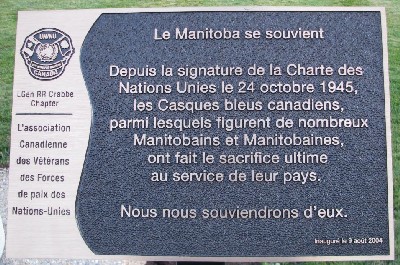 CANADA
LGen RR Crabbe
Chapter
L'association
Canadienne
des Vétérans
des Forces
de paix des
Nations-Unies
Le Manitoba se souvient
Depuis la signature de la Charte des
Nations Unies le 24 octobre 1945,
les Casques bleus canadiens,
parmi lesquels figurent de nombreux
Manitobains et Manitobaines,
ont fait le sacrifice ultime
au service de leur pays.
Nous nous souviendrons d'eux.
Inauguré le 9 août 2004